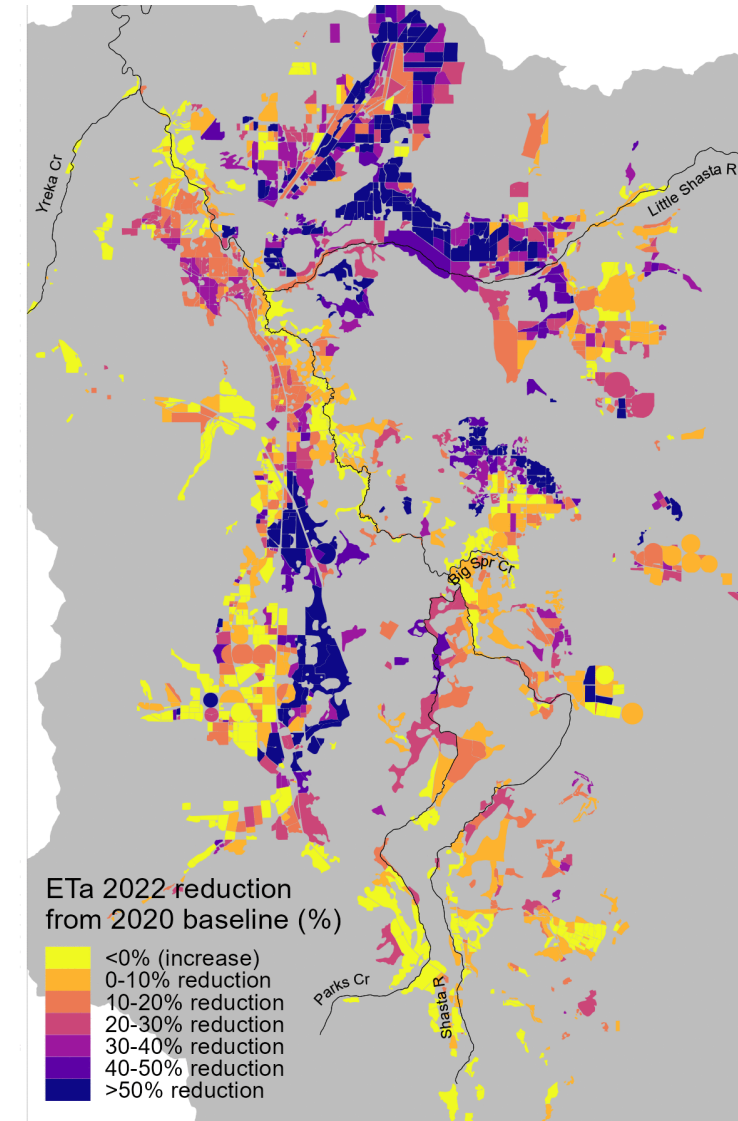 Yreka Cr
Little Shasta R
Big Spr Cr
ETa 2022 reduction
from 2020 baseline (%)
<0% (increase)
0-10% reduction
10-20% reduction
20-30% reduction
30-40% reduction
40-50% reduction
>50% reduction
Parks Cr
Shasta R